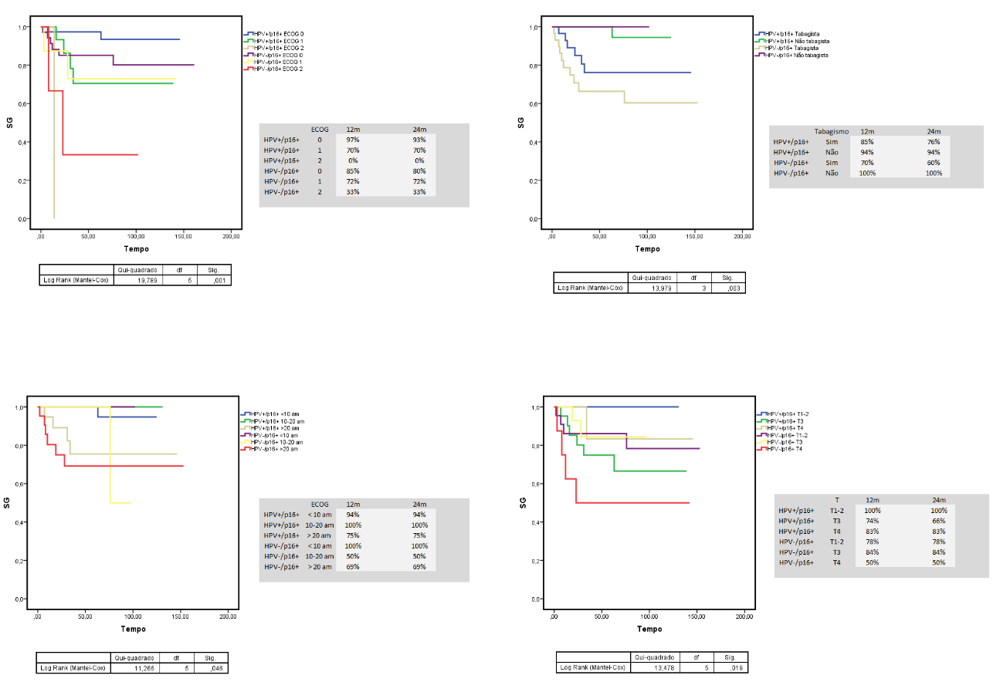 1,0
0,8
0,6
0,4
0,2
0,0
SG
,00 50,00 100,00 150,00 200,00
Tempo
HPV+/p16+ ECOG 0
HPV+/p16+ ECOG 1
HPV+/p16+ ECOG 2
HPV-/p16+ ECOG 0
HPV-/p16+ ECOG 1
HPV-/p16+ ECOG 2
ECOG 12m 24m
HPV+/p16+ 0 97% 93%
HPV+/p16+ 1 70% 70%
HPV+/p16+ 2 0% 0%
HPV-/p16+ 0 85% 80%
HPV-/p16+ 1 72% 72%
HPV-/p16+ 2 33% 33%
Qui-quadrado df Sig.
Log Rank (Mantel-Cox) 19,789 5 ,001
1,0
0,8
0,6
0,4
0,2
0,0
SG
,00 50,00 100,00 150,00 200,00
Tempo
HPV+/p16+ Tabagista
HPV+/p16+ Não tabagista
HPV-/p16+ Tabagista
HPV-/p16+ Não tabagista
Tabagismo 12m 24m
HPV+/p16+ Sim 85% 76%
HPV+/p16+ Não 94% 94%
HPV-/p16+ Sim 70% 60%
HPV-/p16+ Não 100% 100%
Qui-quadrado df Sig.
Log Rank (Mantel-Cox) 13,979 3 ,003
1,0
0,8
0,6
0,4
0,2
0,0
SG
,00 50,00 100,00 150,00 200,00
Tempo
HPV+/p16+ <10 am
HPV+/p16+ 10-20 am
HPV+/p16+ >20 am
HPV-/p16+ <10 am
HPV-/p16+ 10-20 am
HPV-/p16+ >20 am
ECOG 12m 24m
HPV+/p16+ < 10 am 94% 94%
HPV+/p16+ 10-20 am 100% 100%
HPV+/p16+ > 20 am 75% 75%
HPV-/p16+ < 10 am 100% 100%
HPV-/p16+ 10-20 am 50% 50%
HPV-/p16+ > 20 am 69% 69%
Qui-quadrado df Sig.
Log Rank (Mantel-Cox) 11,266 5 ,046
1,0
0,8
0,6
0,4
0,2
0,0
SG
,00 50,00 100,00 150,00 200,00
Tempo
HPV+/p16+ T1-2
HPV+/p16+ T3
HPV+/p16+ T4
HPV-/p16+ T1-2
HPV-/p16+ T3
HPV-/p16+ T4
T 12m 24m
HPV+/p16+ T1-2 100% 100%
HPV+/p16+ T3 74% 66%
HPV+/p16+ T4 83% 83%
HPV-/p16+ T1-2 78% 78%
HPV-/p16+ T3 84% 84%
HPV-/p16+ T4 50% 50%
Qui-quadrado df Sig.
Log Rank (Mantel-Cox) 13,478 5 ,019